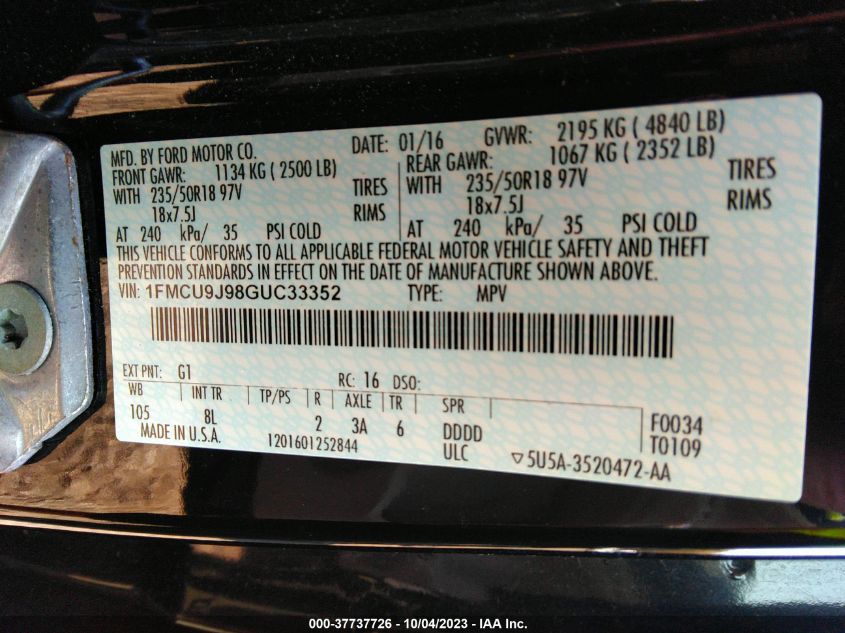 MFD. BY FORD MOTOR CO. DATE: 01/16 GVWR: 2195 KG ( 4840 LB)
FRONT GAWR: 1134 KG ( 2500 LB) REAR GAWR: 1067 KG ( 2352 LB)
WITH 235/50R18 97V TIRES WITH 235/50R18 97V TIRES
18x7.5J RIMS 18x7.5J RIMS
AT 240 kPa/ 35 PSI COLD AT 240 kPa/ 35 PSI COLD
THIS VEHICLE CONFORMS TO ALL APPLICABLE FEDERAL MOTOR VEHICLE SAFETY AND THEFT
PREVENTION STANDARDS IN EFFECT ON THE DATE OF MANUFACTURE SHOWN ABOVE.
VIN: 1FMCU9J98GUC33352 TYPE: MPV
EXT PNT: G1 RC: 16 DSO:
WB INT TR TP/PS R AXLE TR SPR
105 8L 2 3A 6 DDDD F0034
MADE IN U.S.A. 1201601252844 ULC T0109
5U5A-3520472-AA
000-37737726 - 10/04/2023 - IAA Inc.